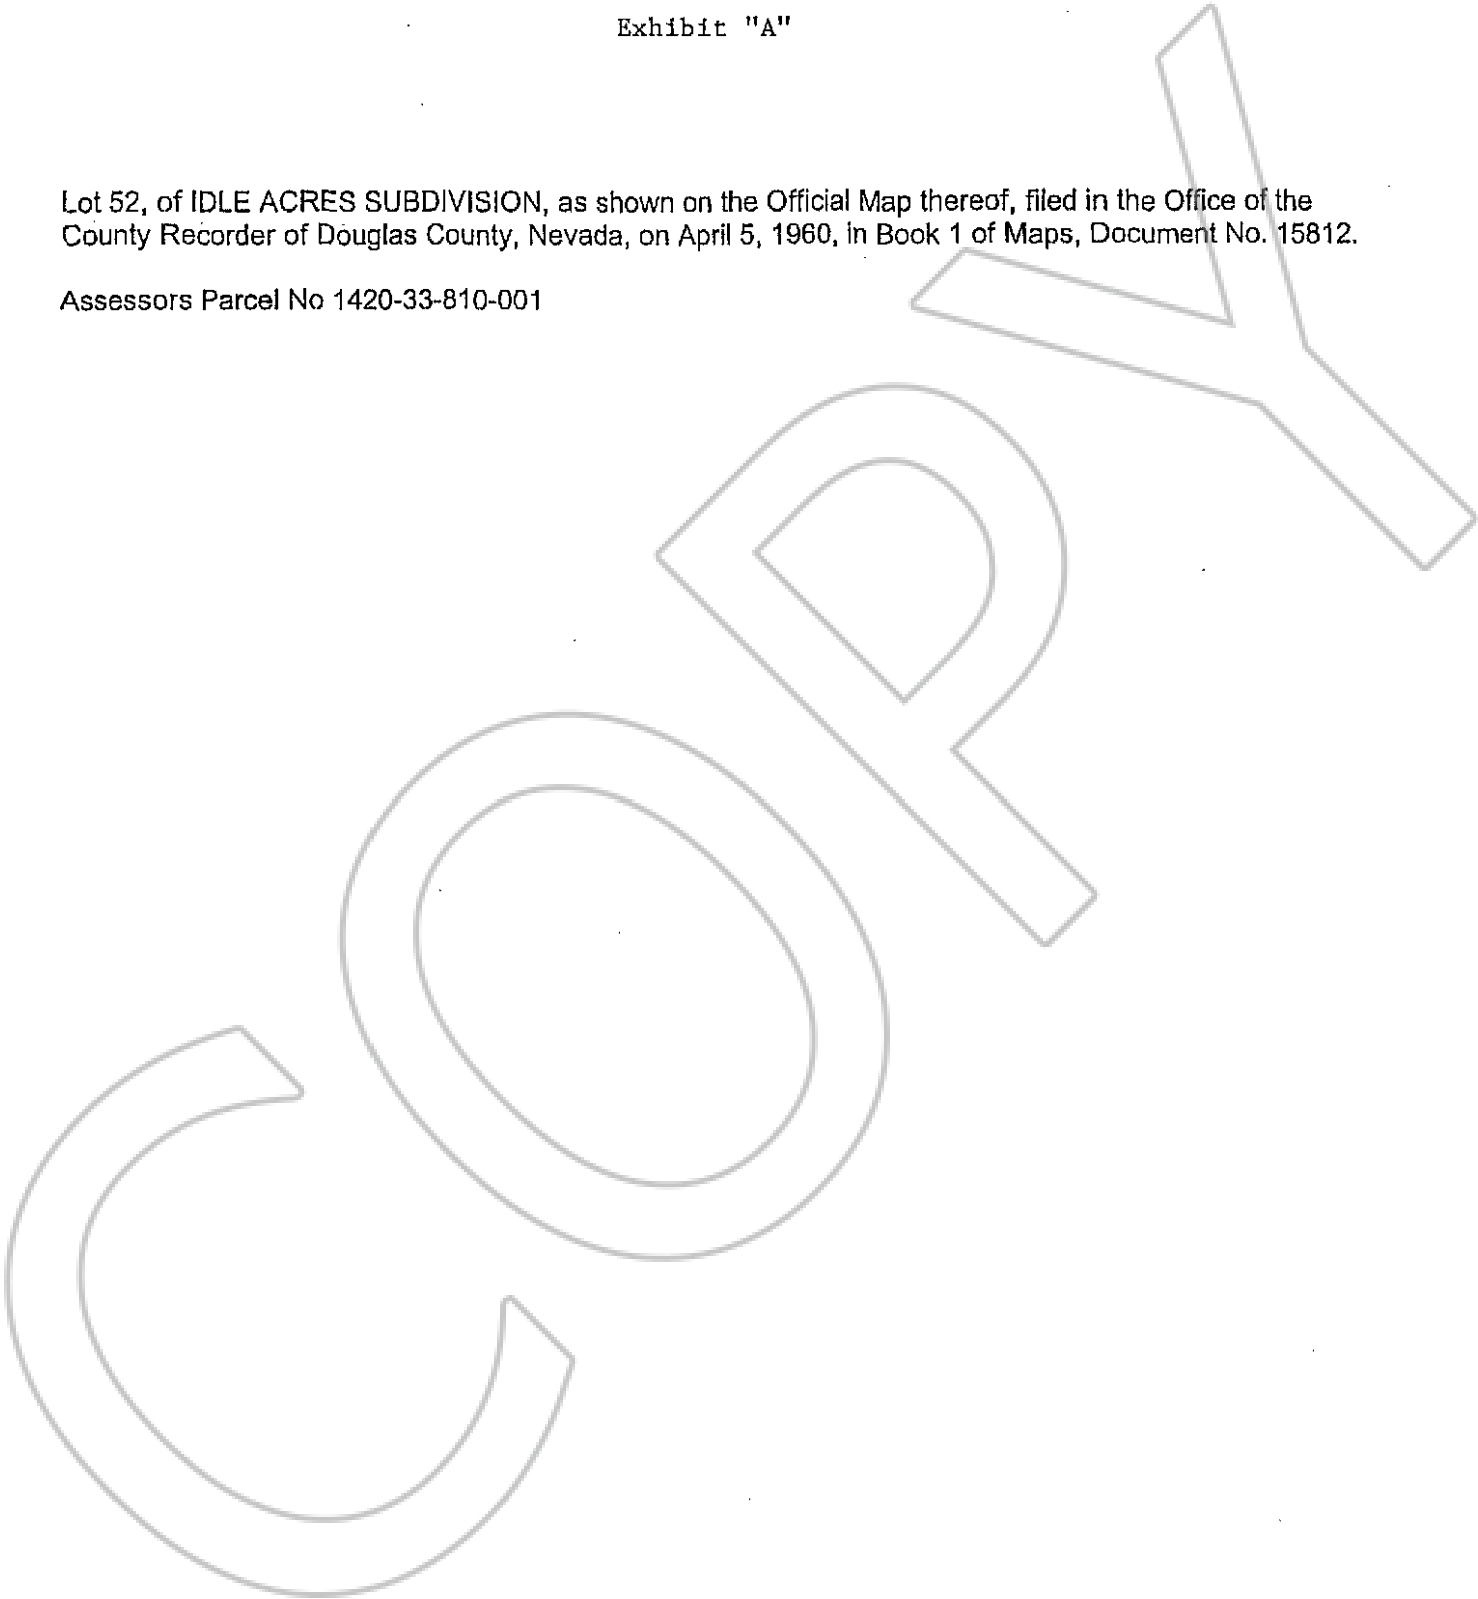 Exhibit "A"
Lot 52, of IDLE ACRES SUBDIVISION, as shown on the Official Map thereof, filed in the Office of the
County Recorder of Douglas County, Nevada, on April 5, 1960, in Book 1 of Maps, Document No. 15812.
Assessors Parcel No 1420-33-810-001
COPY